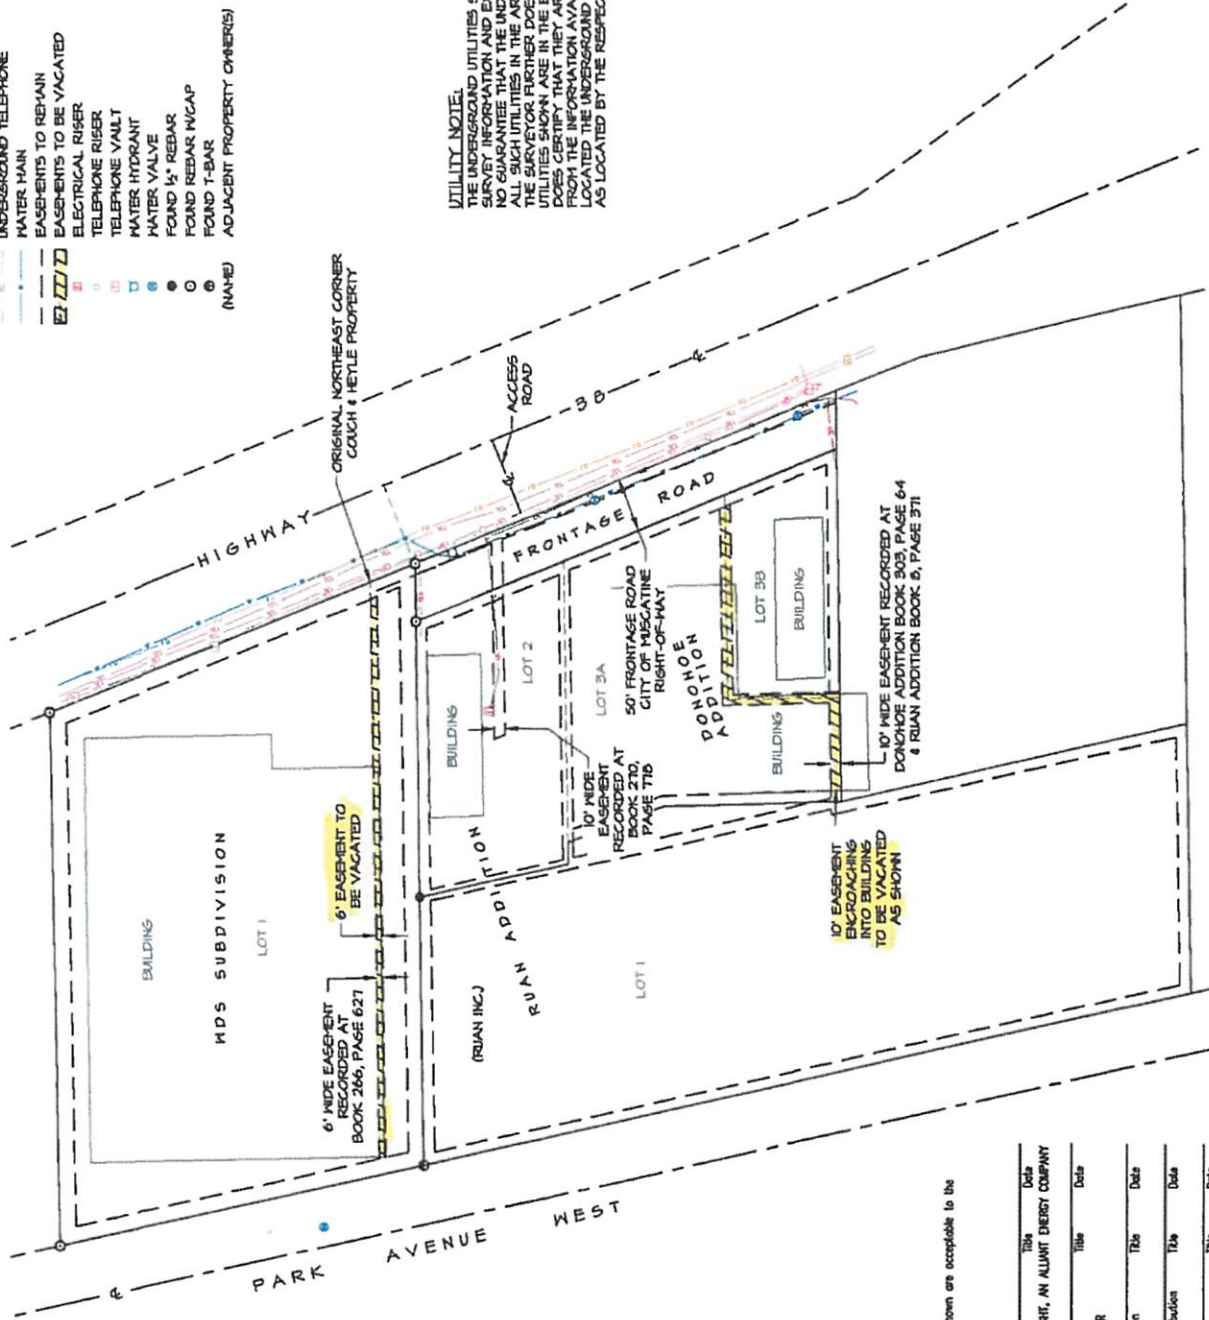 UNDERGROUND TELEPHONE
WATER MAIN
EASEMENTS TO REMAIN
EASEMENTS TO BE VACATED
ELECTRICAL RISER
TELEPHONE RISER
TELEPHONE VAULT
WATER HYDRANT
WATER VALVE
FOUND ½" REBAR
FOUND REBAR W/CAP
FOUND T-BAR
(NAME) ADJACENT PROPERTY OWNER(S)
UTILITY NOTE:
THE UNDERGROUND UTILITIES
SURVEY INFORMATION AND
NO GUARANTEE THAT THE
ALL SUCH UTILITIES IN THE
THE SURVEYOR FURTHER
UTILITIES SHOWN ARE IN THE
DOES CERTIFY THAT THEY
FROM THE INFORMATION
LOCATED THE UNDERGROUND
AS LOCATED BY THE
ORIGINAL NORTHEAST CORNER
COUCH & HEYLE PROPERTY
HIGHWAY 38
ACCESS
ROAD
FRONTAGE ROAD
BUILDING
WDS SUBDIVISION
LOT 1
6' EASEMENT TO
BE VACATED
6' WIDE EASEMENT
RECORDED AT
BOOK 266, PAGE 627
BUILDING
LOT 2
10' WIDE
EASEMENT
RECORDED AT
BOOK 270,
PAGE 778
LOT 3A
50' FRONTAGE ROAD
CITY OF MUSCATINE
RIGHT-OF-WAY
DONOHOE
ADDITION
LOT 3B
BUILDING
BUILDING
10' WIDE EASEMENT RECORDED AT
DONOHOE ADDITION BOOK 303, PAGE 64
& RUAN ADDITION BOOK 8, PAGE 371
10' EASEMENT
ENCROACHING
INTO BUILDING
TO BE VACATED
AS SHOWN
RUAN ADDITION
(RUAN INC.)
LOT 1
PARK AVENUE WEST
are acceptable to the
Title Date
AN ALLIANT ENERGY COMPANY
Title Date
Title Date
Title Date